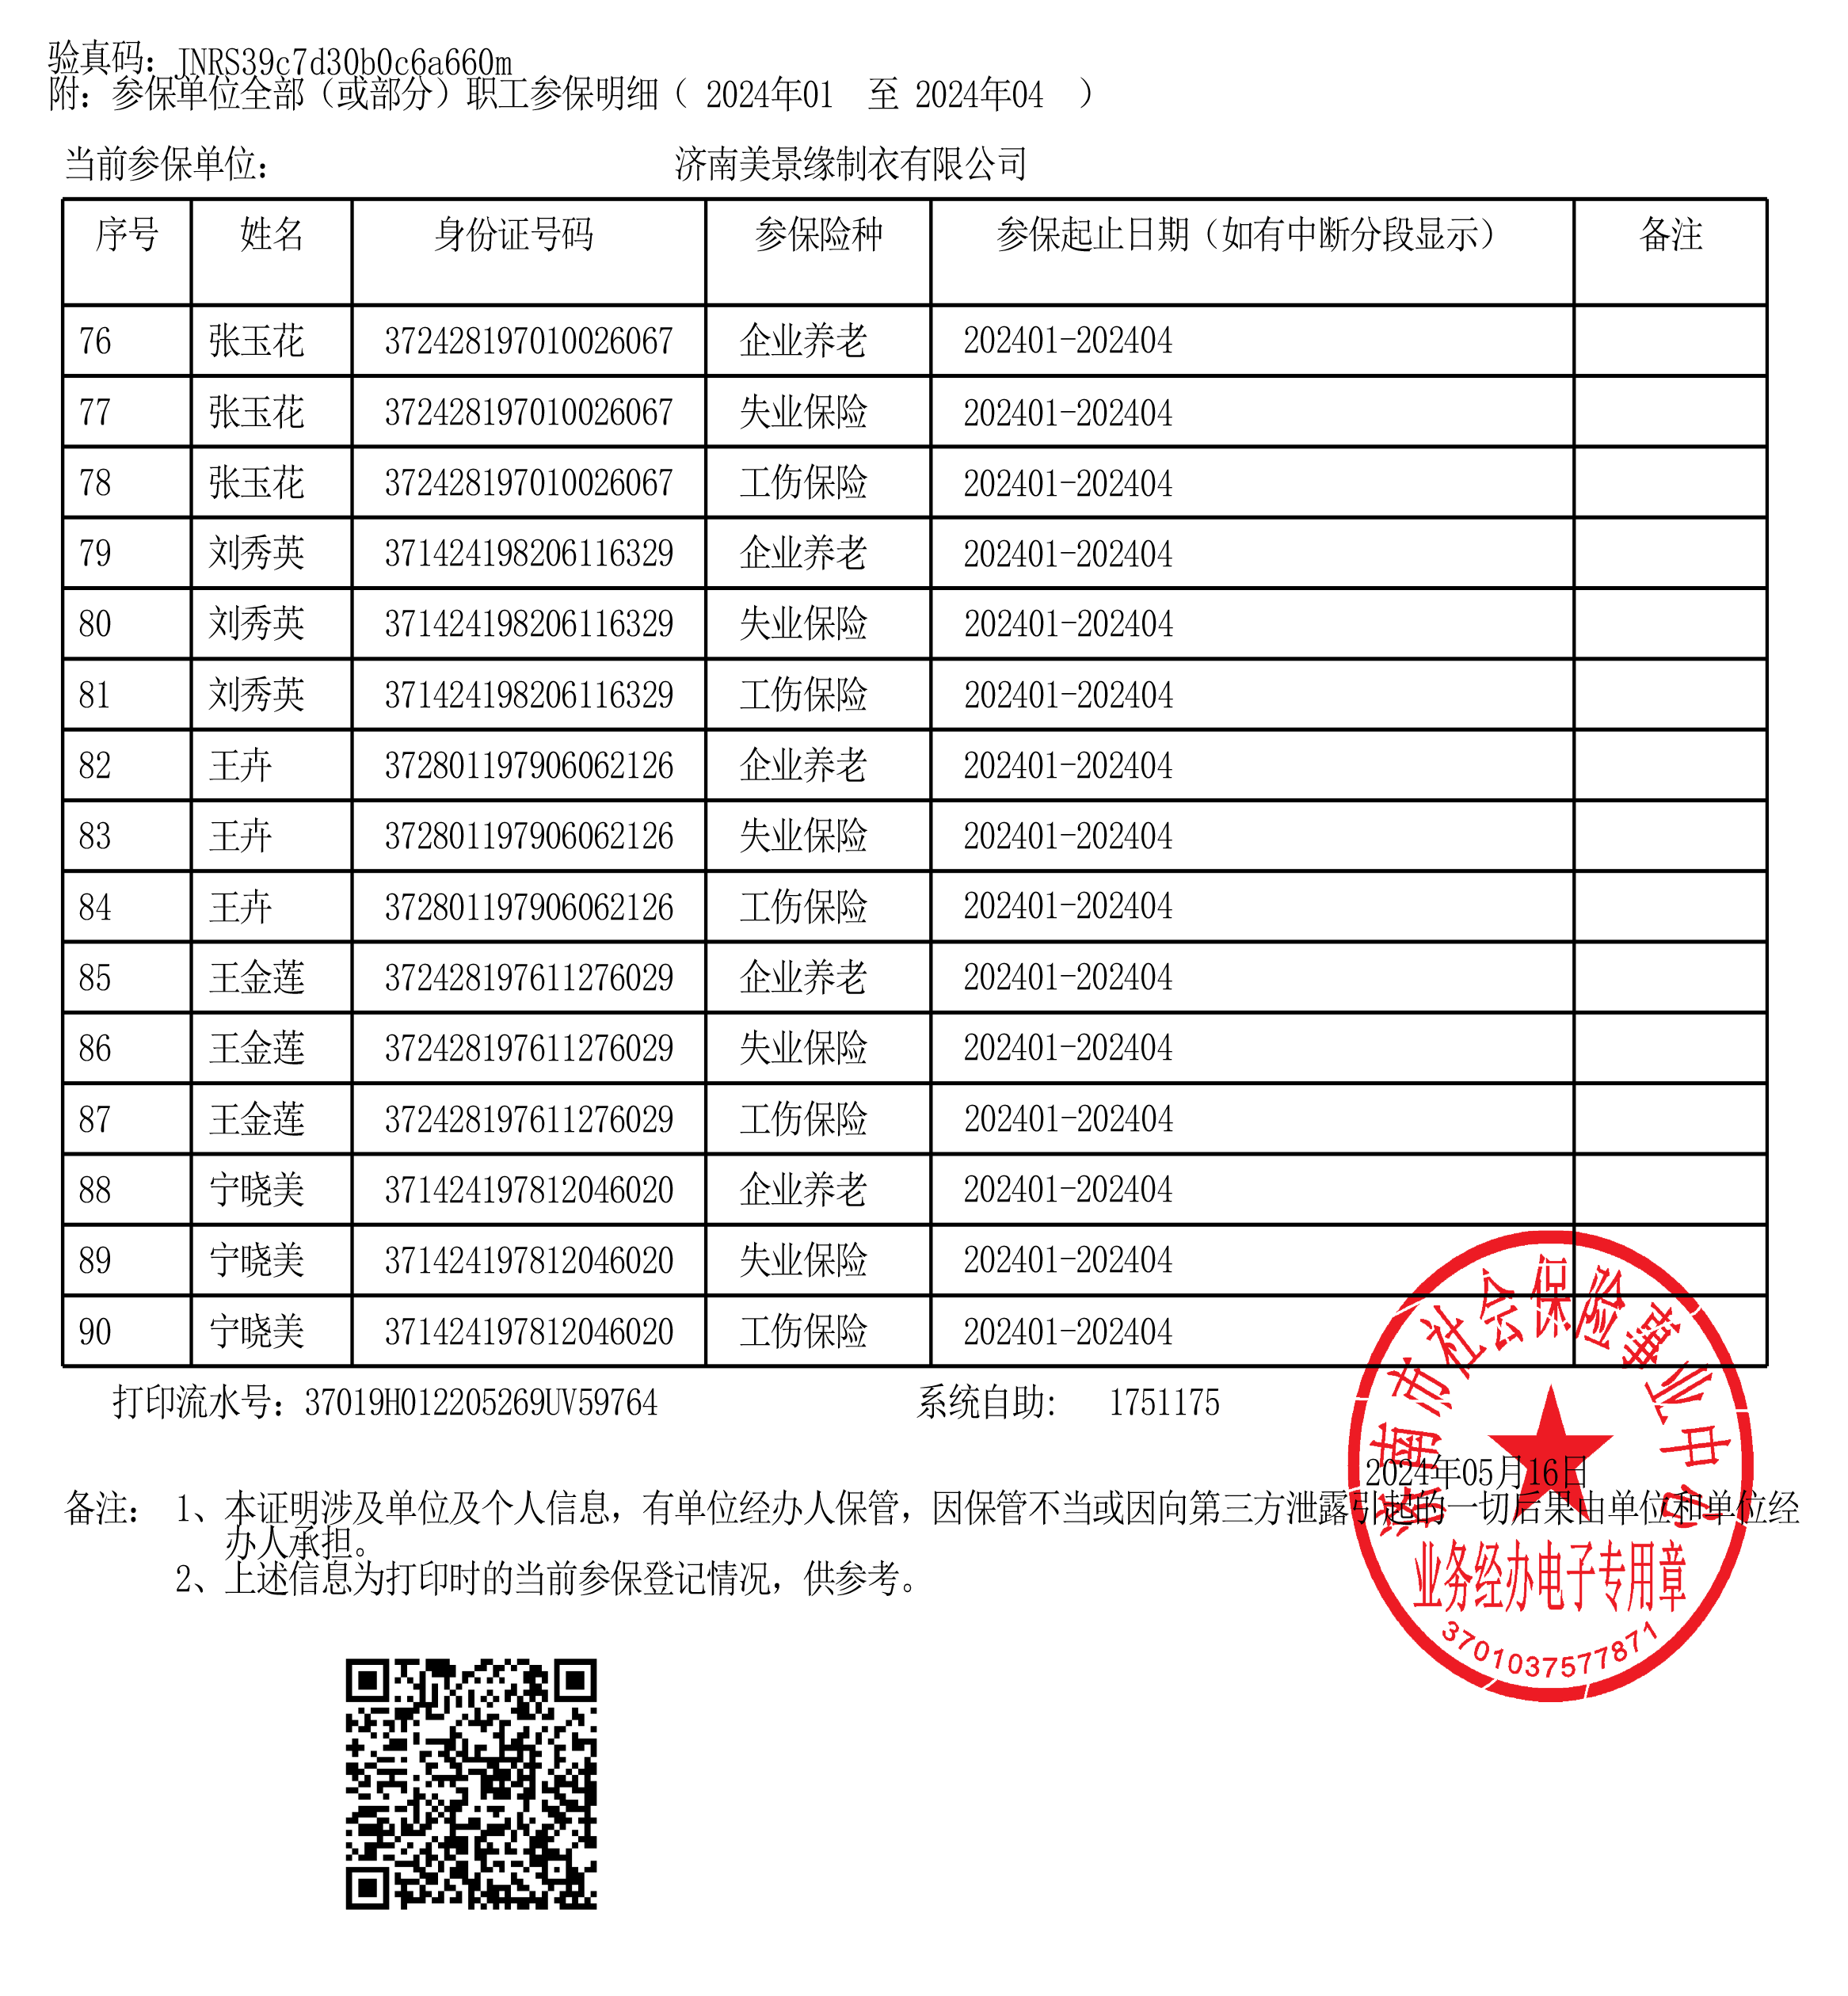 验真码：JNRS39c7d30b0c6a660m
附：参保单位全部（或部分）职工参保明细（ 2024年01 至 2024年04 ）
当前参保单位： 济南美景缘制衣有限公司
序号 姓名 身份证号码 参保险种 参保起止日期（如有中断分段显示） 备注
76 张玉花 372428197010026067 企业养老 202401-202404
77 张玉花 372428197010026067 失业保险 202401-202404
78 张玉花 372428197010026067 工伤保险 202401-202404
79 刘秀英 371424198206116329 企业养老 202401-202404
80 刘秀英 371424198206116329 失业保险 202401-202404
81 刘秀英 371424198206116329 工伤保险 202401-202404
82 王卉 372801197906062126 企业养老 202401-202404
83 王卉 372801197906062126 失业保险 202401-202404
84 王卉 372801197906062126 工伤保险 202401-202404
85 王金莲 372428197611276029 企业养老 202401-202404
86 王金莲 372428197611276029 失业保险 202401-202404
87 王金莲 372428197611276029 工伤保险 202401-202404
88 宁晓美 371424197812046020 企业养老 202401-202404
89 宁晓美 371424197812046020 失业保险 202401-202404
90 宁晓美 371424197812046020 工伤保险 202401-202404
打印流水号：37019H012205269UV59764 系统自助: 1751175
2024年05月16日
备注： 1、本证明涉及单位及个人信息，有单位经办人保管，因保管不当或因向第三方泄露引起的一切后果由单位和单位经
办人承担。
2、上述信息为打印时的当前参保登记情况，供参考。
济南市社会保险事业中心
业务经办电子专用章
3701037577871